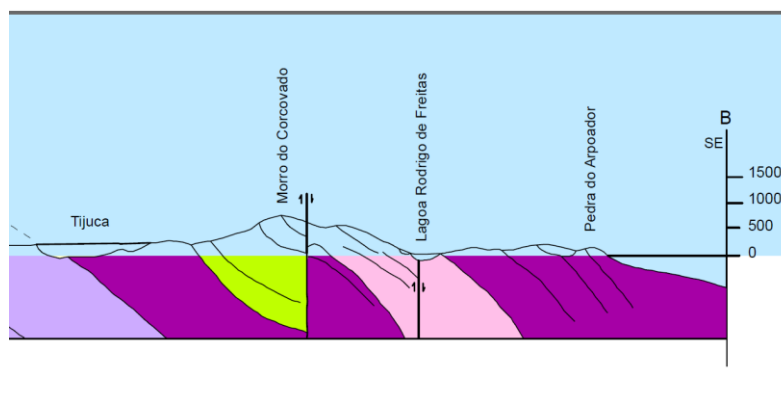 Tijuca
Morro do Corcovado
Lagoa Rodrigo de Freitas
Pedra do Arpoador
B
SE
1500
1000
500
0